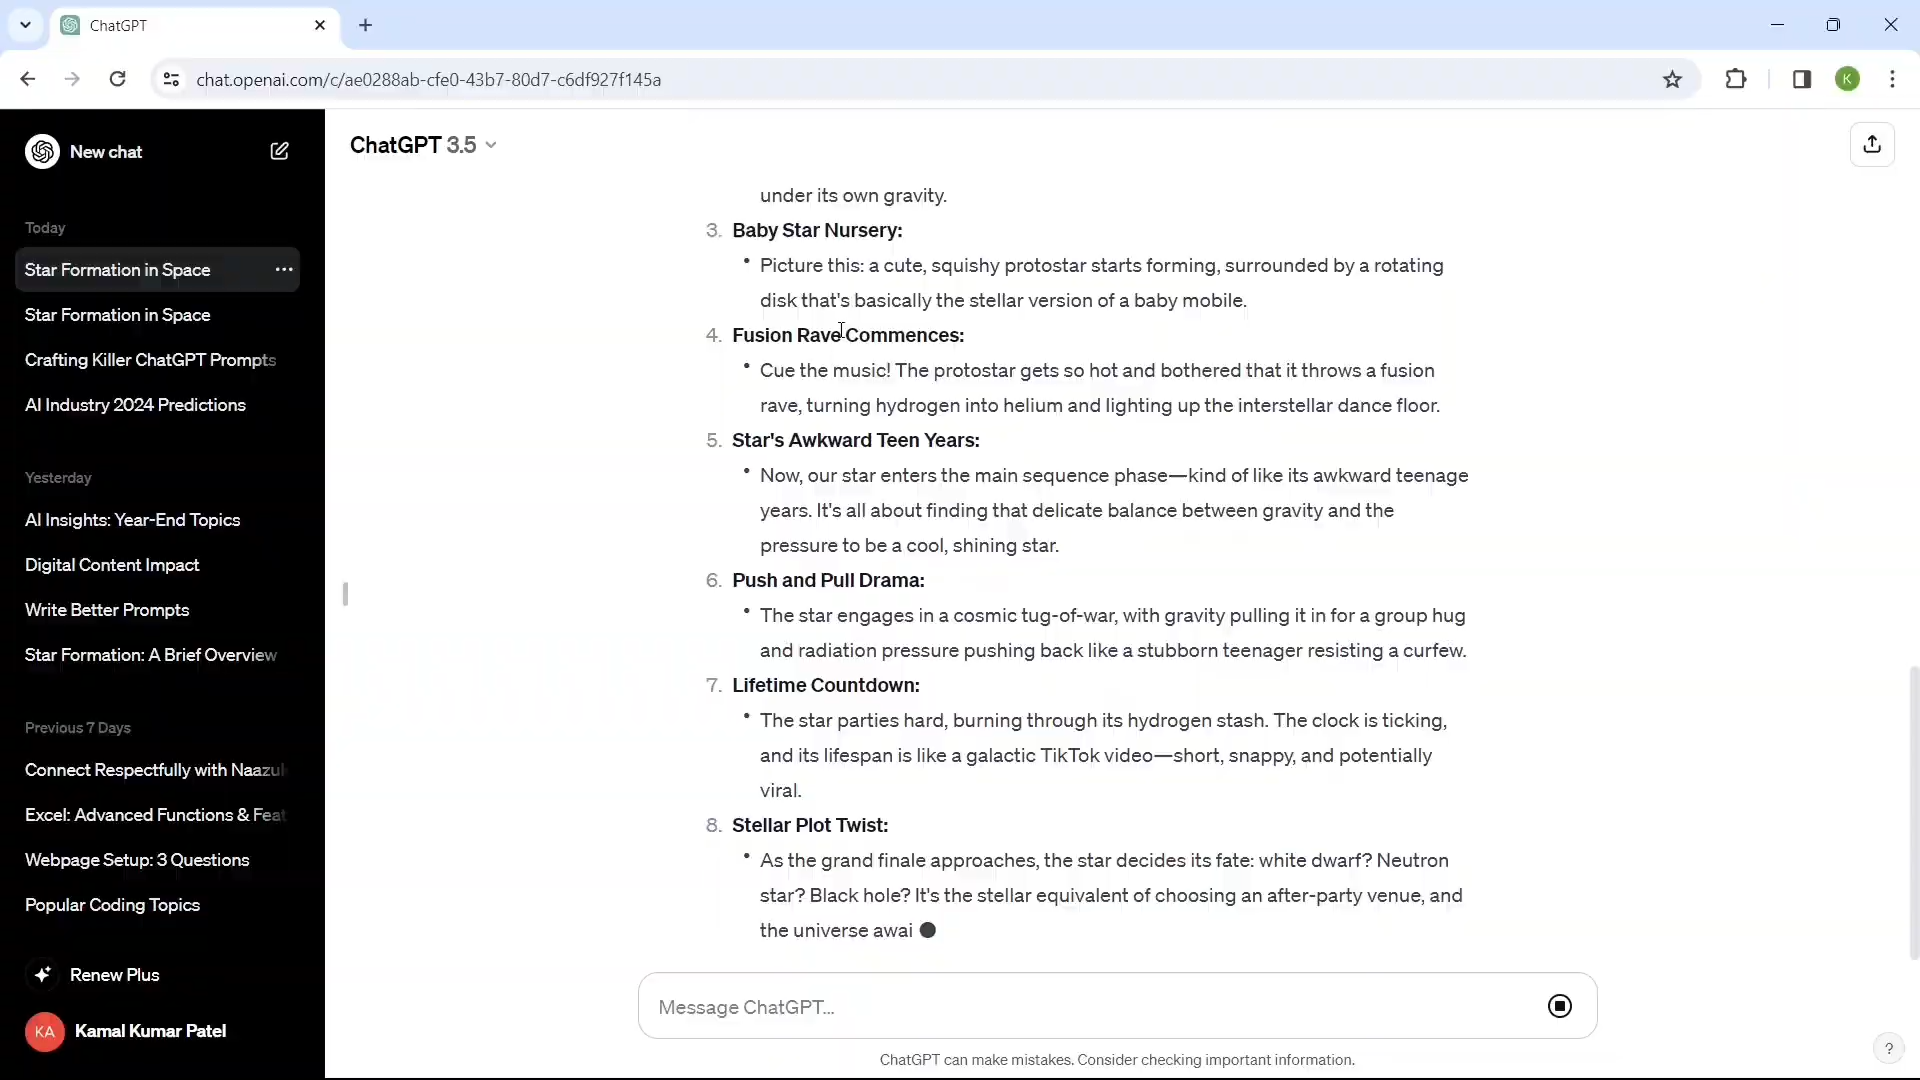 ChatGPT
chat.openai.com/c/ae0288ab-cfe0-43b7-80d7-c6df927f145a
K
New chat
Today
Star Formation in Space
Star Formation in Space
Crafting Killer ChatGPT Prompts
AI Industry 2024 Predictions
Yesterday
AI Insights: Year-End Topics
Digital Content Impact
Write Better Prompts
Star Formation: A Brief Overview
Previous 7 Days
Connect Respectfully with
Excel: Advanced Functions &
Webpage Setup: 3 Questions
Popular Coding Topics
Renew Plus
KA Kamal Kumar Patel
ChatGPT 3.5
under its own gravity.
3. Baby Star Nursery:
• Picture this: a cute, squishy protostar starts forming, surrounded by a rotating
disk that's basically the stellar version of a baby mobile.
4. Fusion Rave Commences:
• Cue the music! The protostar gets so hot and bothered that it throws a fusion
rave, turning hydrogen into helium and lighting up the interstellar dance floor.
5. Star's Awkward Teen Years:
• Now, our star enters the main sequence phase—kind of like its awkward teenage
years. It's all about finding that delicate balance between gravity and the
pressure to be a cool, shining star.
6. Push and Pull Drama:
• The star engages in a cosmic tug-of-war, with gravity pulling it in for a group hug
and radiation pressure pushing back like a stubborn teenager resisting a curfew.
7. Lifetime Countdown:
• The star parties hard, burning through its hydrogen stash. The clock is ticking,
and its lifespan is like a galactic TikTok video—short, snappy, and potentially
viral.
8. Stellar Plot Twist:
• As the grand finale approaches, the star decides its fate: white dwarf? Neutron
star? Black hole? It's the stellar equivalent of choosing an after-party venue, and
the universe awai
Message ChatGPT...
ChatGPT can make mistakes. Consider checking important information.
?